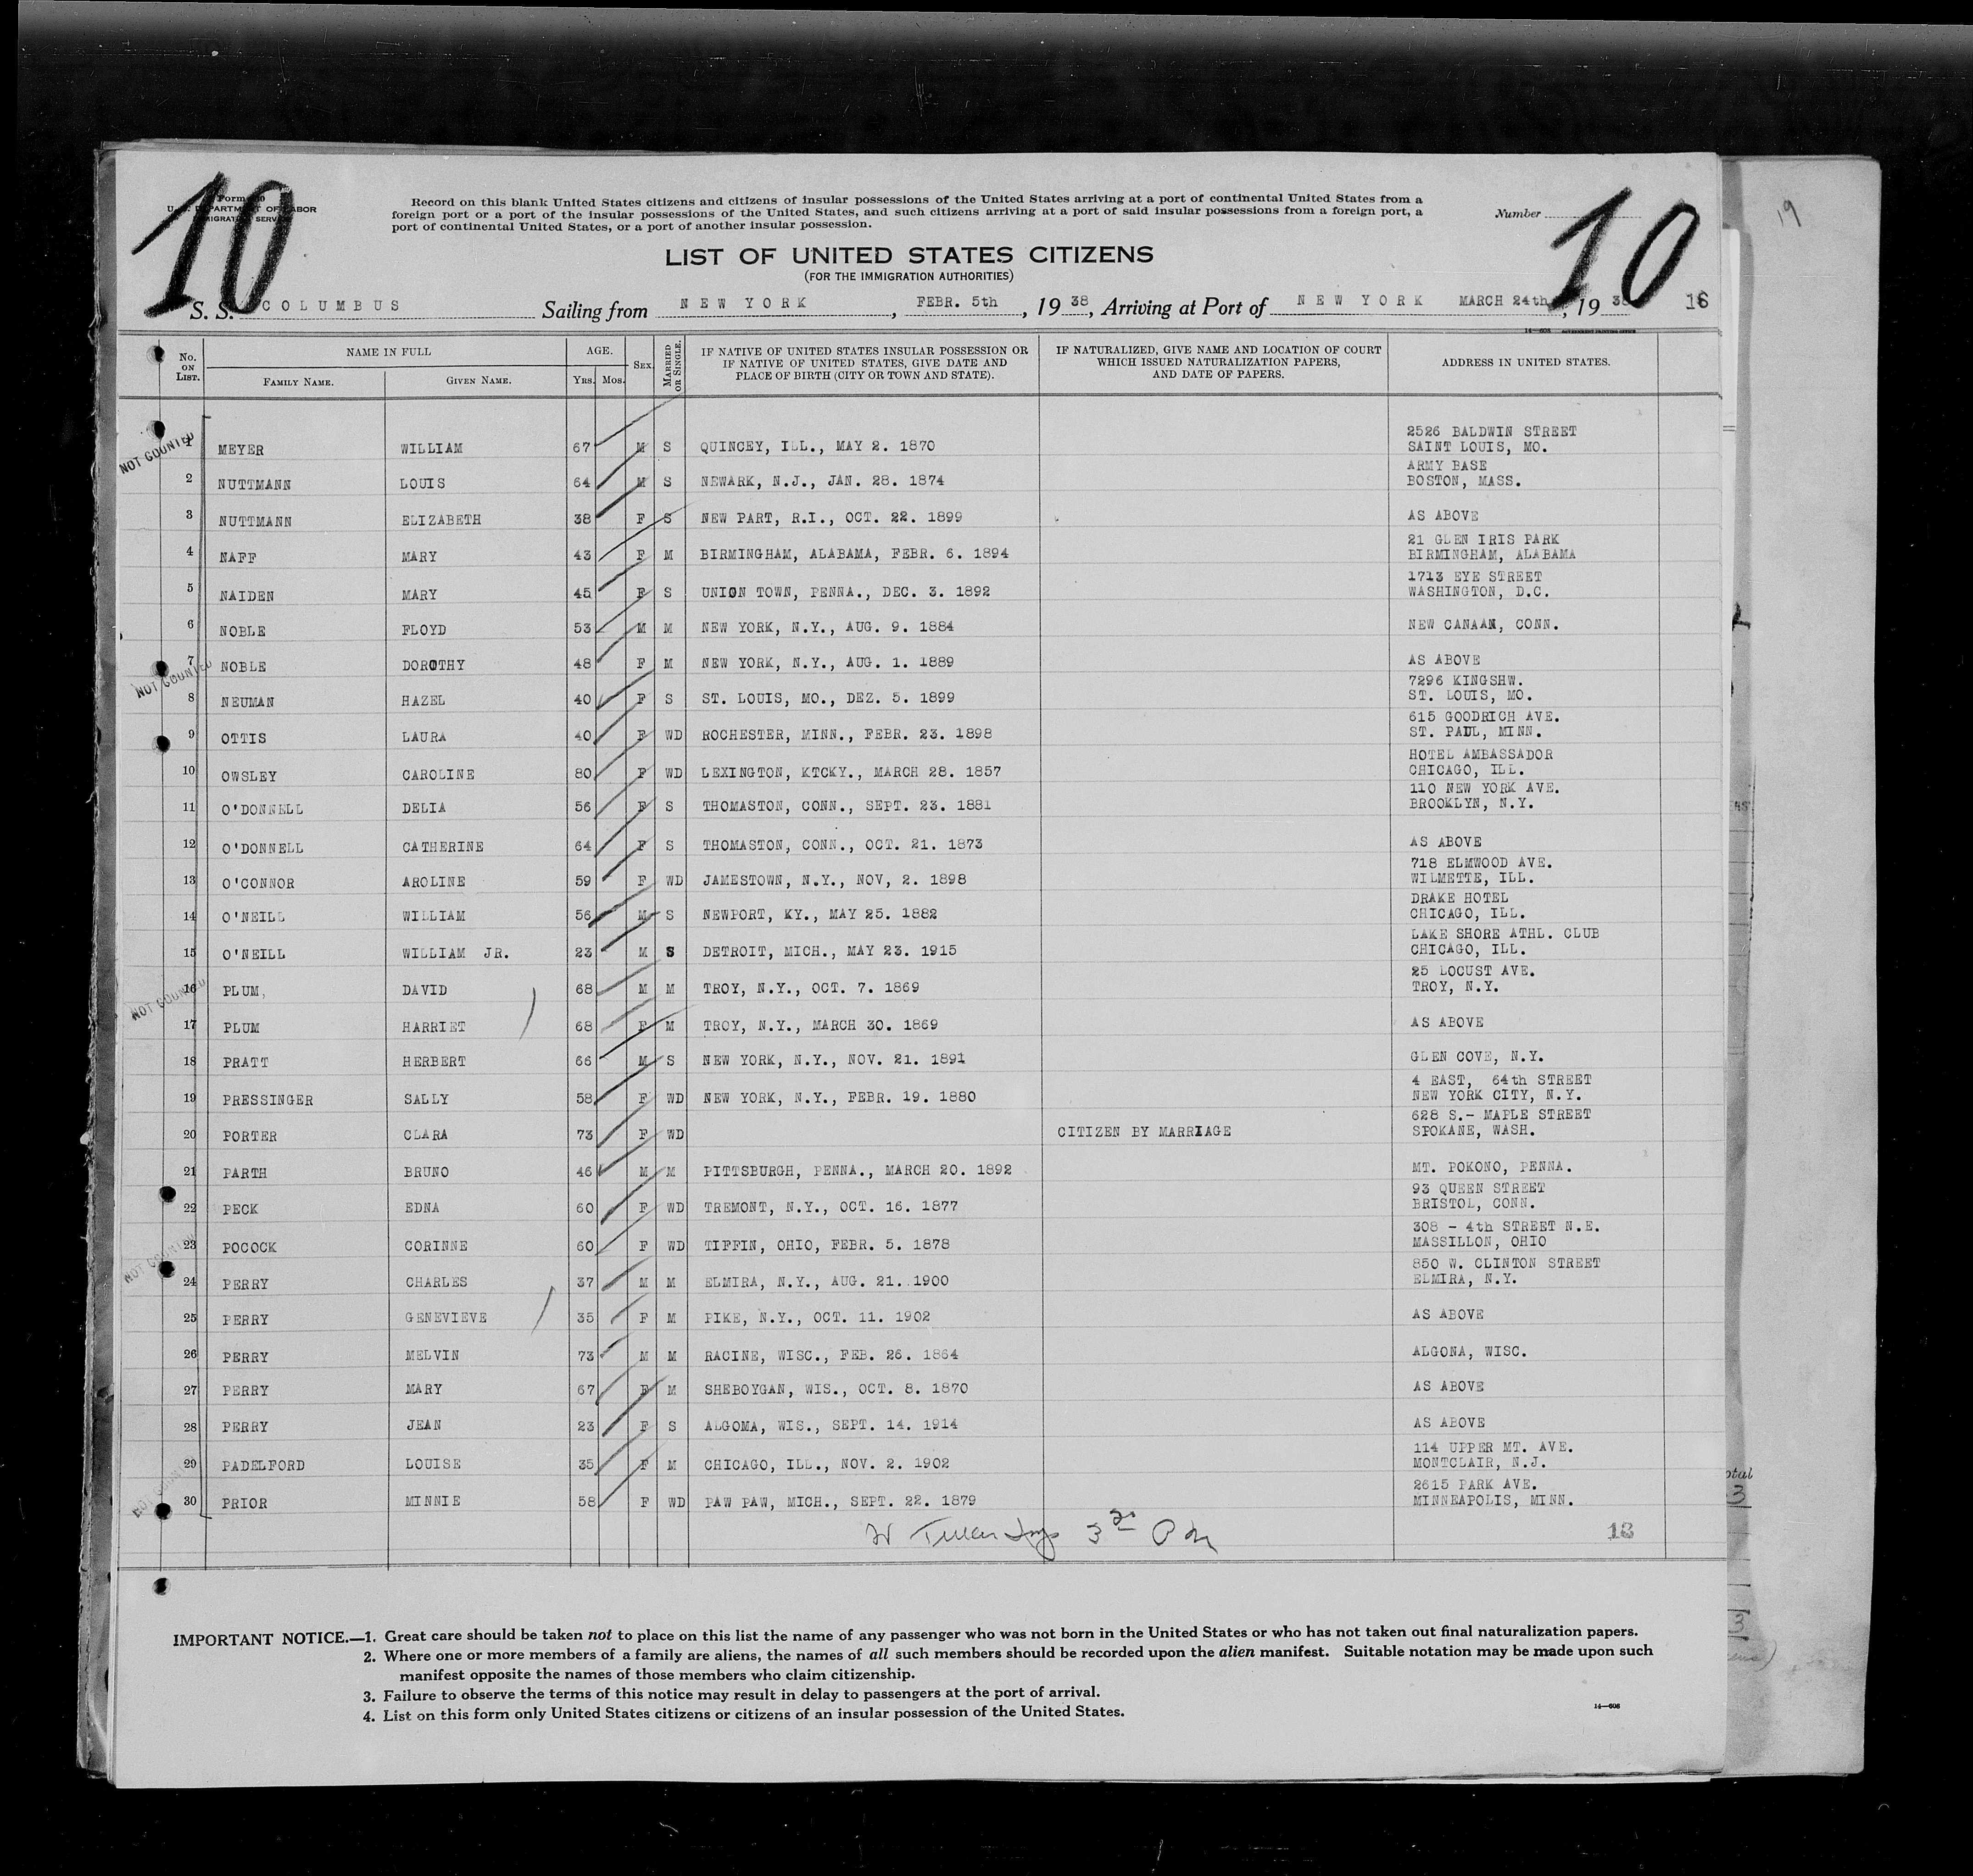 10
10
19
Form
U. S. DEPARTMENT OF LABOR
IMMIGRATION SERVICE
Record on this blank United States citizens and citizens of insular possessions of the United States arriving at a port of continental United States from a
foreign port or a port of the insular possessions of the United States, and such citizens arriving at a port of said insular possessions from a foreign port, a
port of continental United States, or a port of another insular possession.
Number
LIST OF UNITED STATES CITIZENS
(FOR THE IMMIGRATION AUTHORITIES)
S. S. COLUMBUS Sailing from NEW YORK, FEBR. 5th, 19 38, Arriving at Port of NEW YORK MARCH 24th, 19 38 16
No. ON LIST. NAME IN FULL AGE. SEX MARRIED OR SINGLE. IF NATIVE OF UNITED STATES INSULAR POSSESSION OR IF NATIVE OF UNITED STATES, GIVE DATE AND PLACE OF BIRTH (CITY OR TOWN AND STATE). IF NATURALIZED, GIVE NAME AND LOCATION OF COURT WHICH ISSUED NATURALIZATION PAPERS, AND DATE OF PAPERS. ADDRESS IN UNITED STATES.
FAMILY NAME. GIVEN NAME. YRS. MOS.
NOT COUNTED
1 MEYER WILLIAM 67 M S QUINCEY, ILL., MAY 2. 1870 2526 BALDWIN STREET SAINT LOUIS, MO.
2 NUTTMANN LOUIS 64 M S NEWARK, N.J., JAN. 28. 1874 ARMY BASE BOSTON, MASS.
3 NUTTMANN ELIZABETH 38 F S NEW PART, R.I., OCT. 22. 1899 AS ABOVE
4 NAFF MARY 43 F M BIRMINGHAM, ALABAMA, FEBR. 6. 1894 21 GLEN IRIS PARK BIRMINGHAM, ALABAMA
5 NAIDEN MARY 45 F S UNION TOWN, PENNA., DEC. 3. 1892 1713 EYE STREET WASHINGTON, D.C.
6 NOBLE FLOYD 53 M M NEW YORK, N.Y., AUG. 9. 1884 NEW CANAAN, CONN.
7 NOBLE DOROTHY 48 F M NEW YORK, N.Y., AUG. 1. 1889 AS ABOVE
NOT COUNTED
8 NEUMAN HAZEL 40 F S ST. LOUIS, MO., DEZ. 5. 1899 7296 KINGSHW. ST. LOUIS, MO.
9 OTTIS LAURA 40 F WD ROCHESTER, MINN., FEBR. 23. 1898 615 GOODRICH AVE. ST. PAUL, MINN.
10 OWSLEY CAROLINE 80 F WD LEXINGTON, KTCKY., MARCH 28. 1857 HOTEL AMBASSADOR CHICAGO, ILL.
11 O'DONNELL DELIA 56 F S THOMASTON, CONN., SEPT. 23. 1881 110 NEW YORK AVE. BROOKLYN, N.Y.
12 O'DONNELL CATHERINE 64 F S THOMASTON, CONN., OCT. 21. 1873 AS ABOVE
13 O'CONNOR AROLINE 59 F WD JAMESTOWN, N.Y., NOV, 2. 1898 718 ELMWOOD AVE. WILMETTE, ILL.
14 O'NEILL WILLIAM 56 M S NEWPORT, KY., MAY 25. 1882 DRAKE HOTEL CHICAGO, ILL.
15 O'NEILL WILLIAM JR. 23 M S DETROIT, MICH., MAY 23. 1915 LAKE SHORE ATHL. CLUB CHICAGO, ILL.
NOT COUNTED
16 PLUM, DAVID 68 M M TROY, N.Y., OCT. 7. 1869 25 LOCUST AVE. TROY, N.Y.
17 PLUM HARRIET 68 F M TROY, N.Y., MARCH 30. 1869 AS ABOVE
18 PRATT HERBERT 66 M S NEW YORK, N.Y., NOV. 21. 1891 GLEN COVE, N.Y.
19 PRESSINGER SALLY 58 F WD NEW YORK, N.Y., FEBR. 19. 1880 4 EAST, 64th STREET NEW YORK CITY, N.Y.
20 PORTER CLARA 73 F WD CITIZEN BY MARRIAGE 628 S.- MAPLE STREET SPOKANE, WASH.
21 PARTH BRUNO 46 M M PITTSBURGH, PENNA., MARCH 20. 1892 MT. POKONO, PENNA.
22 PECK EDNA 60 F WD TREMONT, N.Y., OCT. 16. 1877 93 QUEEN STREET BRISTOL, CONN.
NOT COUNTED
23 POCOCK CORINNE 60 F WD TIFFIN, OHIO, FEBR. 5. 1878 308 - 4th STREET N.E. MASSILLON, OHIO
24 PERRY CHARLES 37 M M ELMIRA, N.Y., AUG. 21. 1900 850 W. CLINTON STREET ELMIRA, N.Y.
25 PERRY GENEVIEVE 35 F M PIKE, N.Y., OCT. 11. 1902 AS ABOVE
26 PERRY MELVIN 73 M M RACINE, WISC., FEB. 26. 1864 ALGONA, WISC.
27 PERRY MARY 67 F M SHEBOYGAN, WIS., OCT. 8. 1870 AS ABOVE
28 PERRY JEAN 23 F S ALGOMA, WIS., SEPT. 14. 1914 AS ABOVE
29 PADELFORD LOUISE 35 F M CHICAGO, ILL., NOV. 2. 1902 114 UPPER MT. AVE. MONTCLAIR, N.J.
NOT COUNTED
30 PRIOR MINNIE 58 F WD PAW PAW, MICH., SEPT. 22. 1879 2615 PARK AVE. MINNEAPOLIS, MINN.
13
otal
3
3
IMPORTANT NOTICE.—1. Great care should be taken not to place on this list the name of any passenger who was not born in the United States or who has not taken out final naturalization papers.
2. Where one or more members of a family are aliens, the names of all such members should be recorded upon the alien manifest. Suitable notation may be made upon such
manifest opposite the names of those members who claim citizenship.
3. Failure to observe the terms of this notice may result in delay to passengers at the port of arrival.
4. List on this form only United States citizens or citizens of an insular possession of the United States.